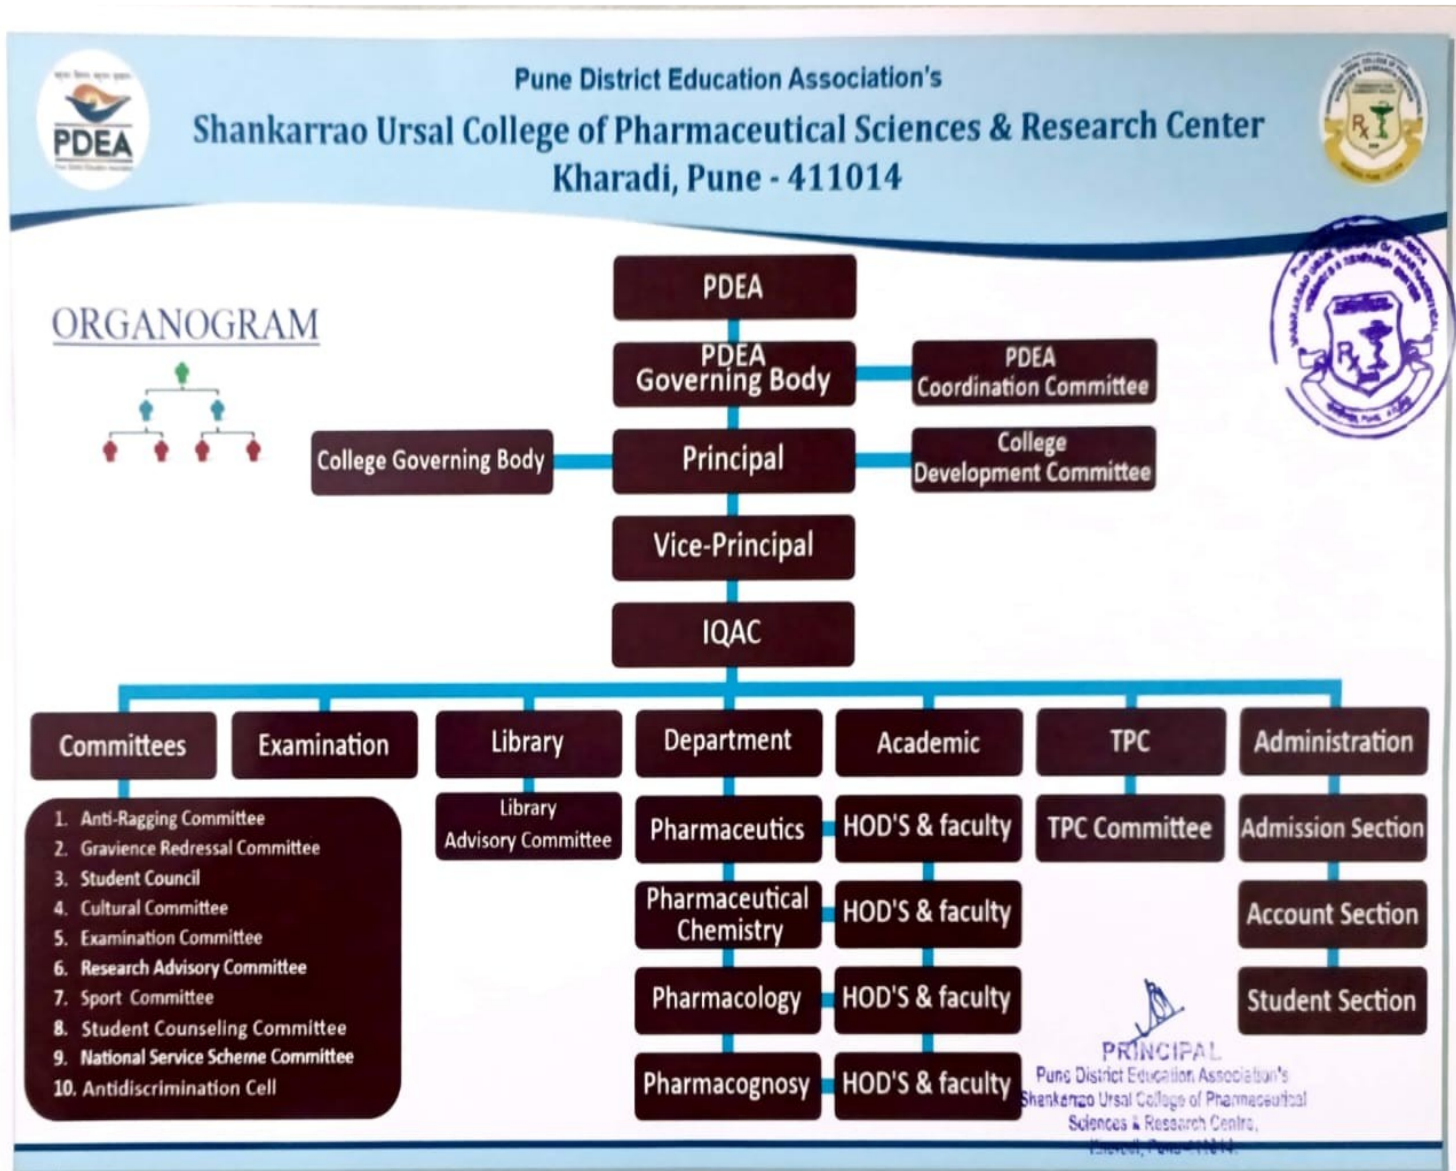 Pune District Education Association's
Shankarrao Ursal College of Pharmaceutical Sciences & Research Center
Kharadi, Pune - 411014
PDEA
ORGANOGRAM
PDEA
PDEA
Governing Body
PDEA
Coordination Committee
College Governing Body
Principal
College
Development Committee
Vice-Principal
IQAC
Committees
Examination
Library
Department
Academic
TPC
Administration
1. Anti-Ragging Committee
2. Gravience Redressal Committee
3. Student Council
4. Cultural Committee
5. Examination Committee
6. Research Advisory Committee
7. Sport Committee
8. Student Counseling Committee
9. National Service Scheme Committee
10. Antidiscrimination Cell
Library
Advisory Committee
Pharmaceutics
HOD'S & faculty
TPC Committee
Admission Section
Pharmaceutical
Chemistry
HOD'S & faculty
Account Section
Pharmacology
HOD'S & faculty
Student Section
Pharmacognosy
HOD'S & faculty
PRINCIPAL
Pune District Education Association's
Shankarrao Ursal College of Pharmaceutical
Sciences & Research Centre,
Kharadi, Pune-411014.